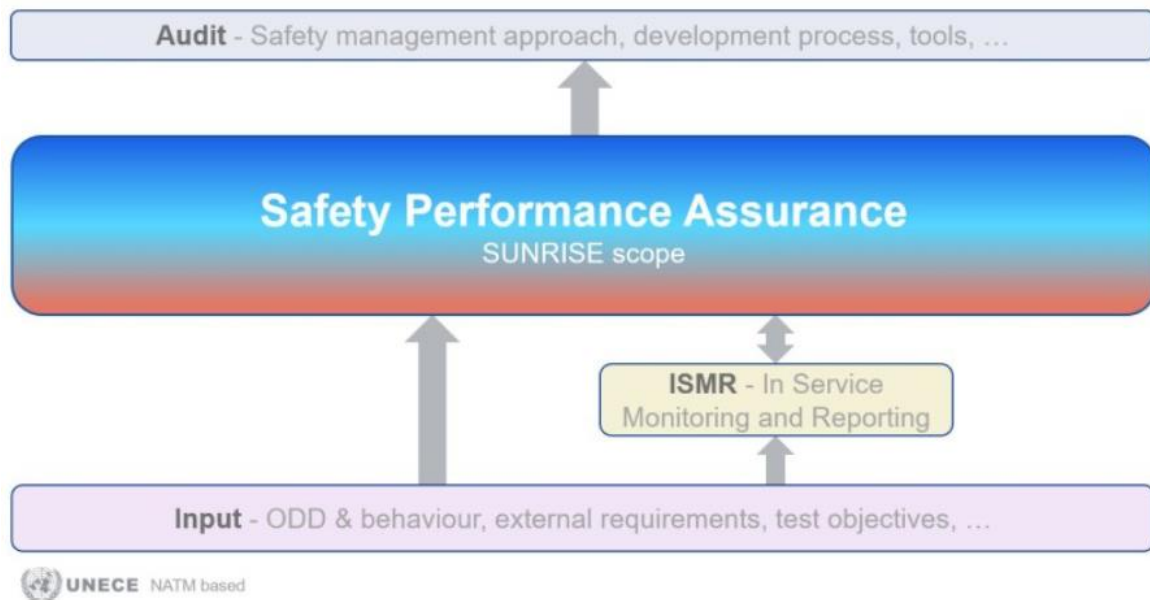 Audit - Safety management approach, development process, tools, …
Safety Performance Assurance
SUNRISE scope
ISMR - In Service
Monitoring and Reporting
Input - ODD & behaviour, external requirements, test objectives, …
UNECE NATM based